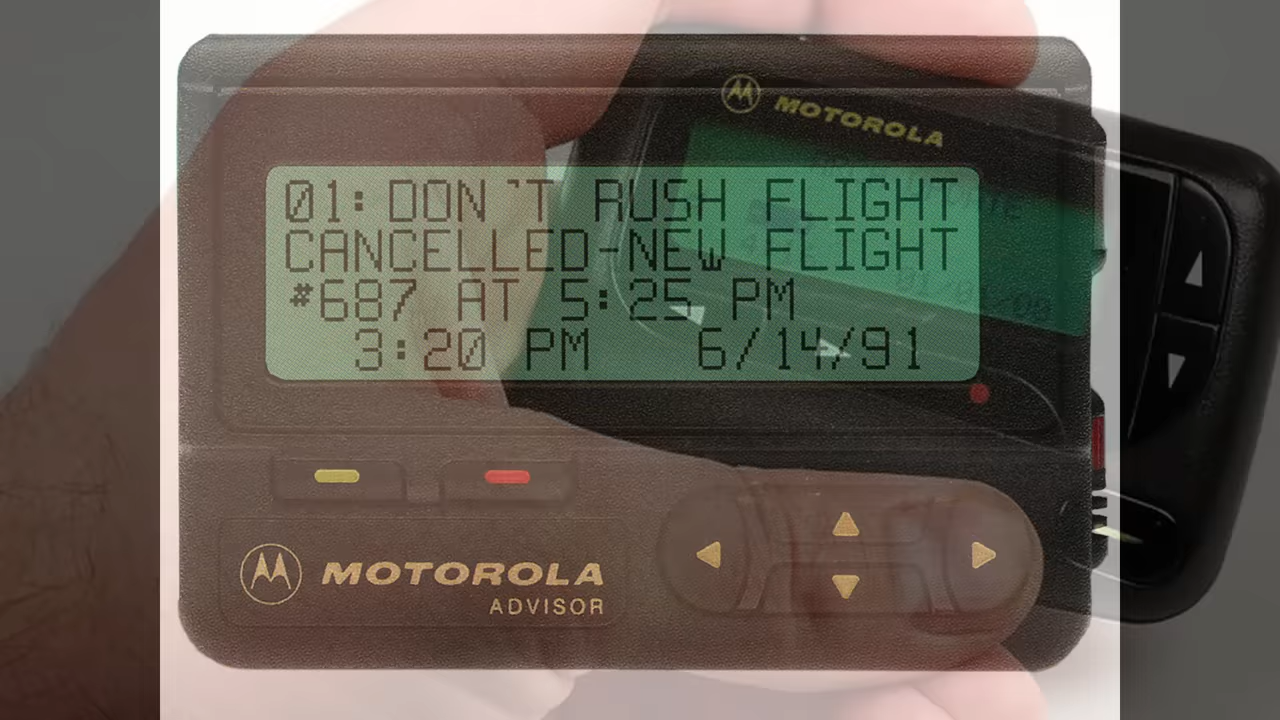 MOTOROLA
01: DON'T RUSH FLIGHT
CANCELLED-NEW FLIGHT
#687 AT 5:25 PM
3:20 PM 6/14/91
MOTOROLA
ADVISOR